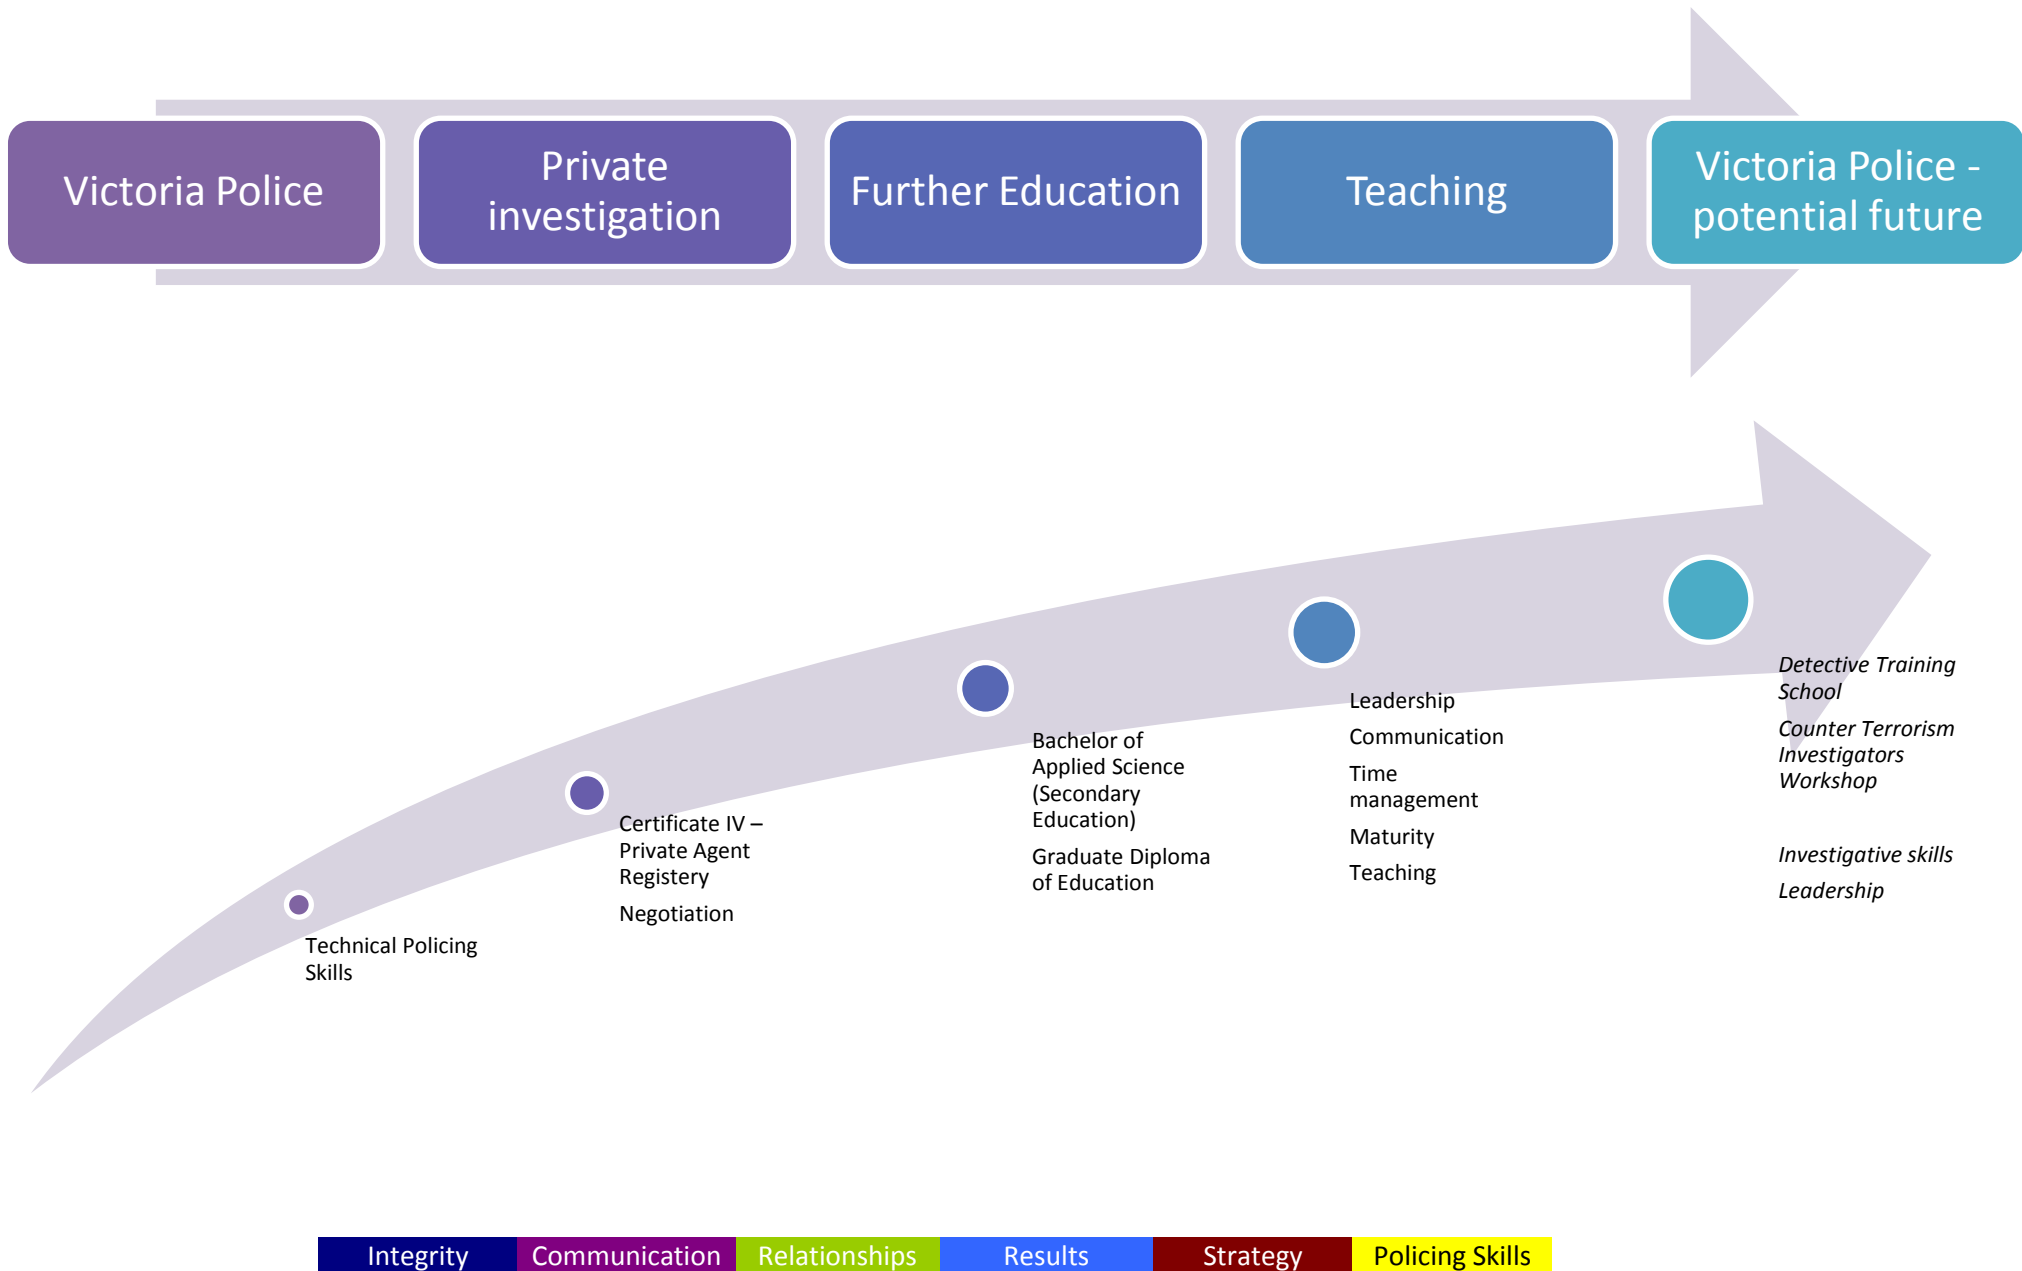 Victoria Police
Private
investigation
Further Education
Teaching
Victoria Police -
potential future
Technical Policing
Skills
Certificate IV –
Private Agent
Registery
Negotiation
Bachelor of
Applied Science
(Secondary
Education)
Graduate Diploma
of Education
Leadership
Communication
Time
management
Maturity
Teaching
Detective Training
School
Counter Terrorism
Investigators
Workshop
Investigative skills
Leadership
Integrity
Communication
Relationships
Results
Strategy
Policing Skills